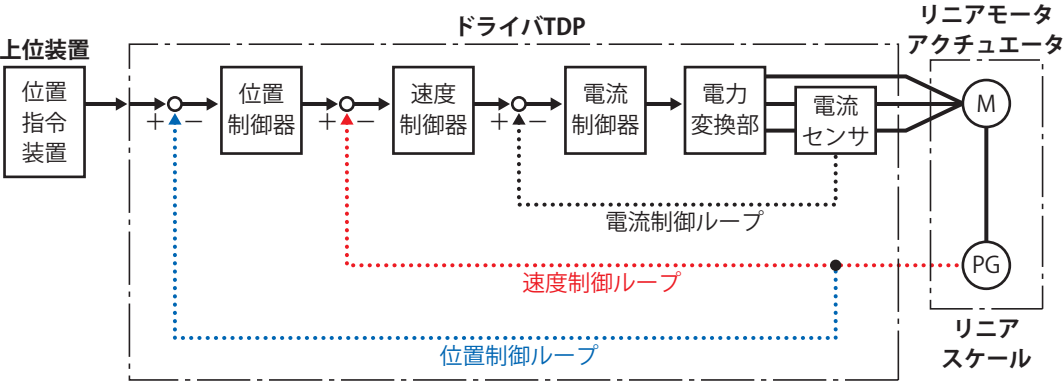 ドライバTDP
リニアモータ
アクチュエータ
上位装置
位置
指令
装置
位置
制御器
速度
制御器
電流
制御器
電力
変換部
電流
センサ
M
+ −
+ −
+ −
電流制御ループ
速度制御ループ
PG
位置制御ループ
リニア
スケール